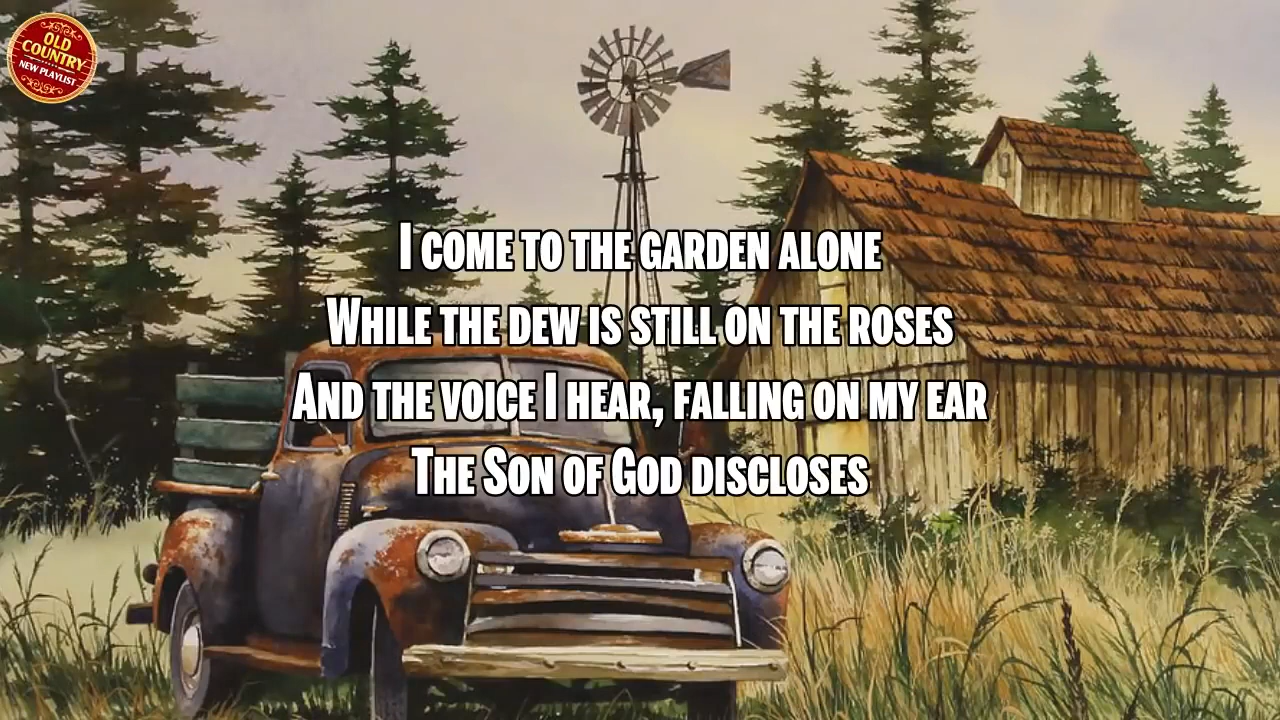 OLD
COUNTRY
NEW PLAYLIST
I COME TO THE GARDEN ALONE
WHILE THE DEW IS STILL ON THE ROSES
AND THE VOICE I HEAR, FALLING ON MY EAR
THE SON OF GOD DISCLOSES